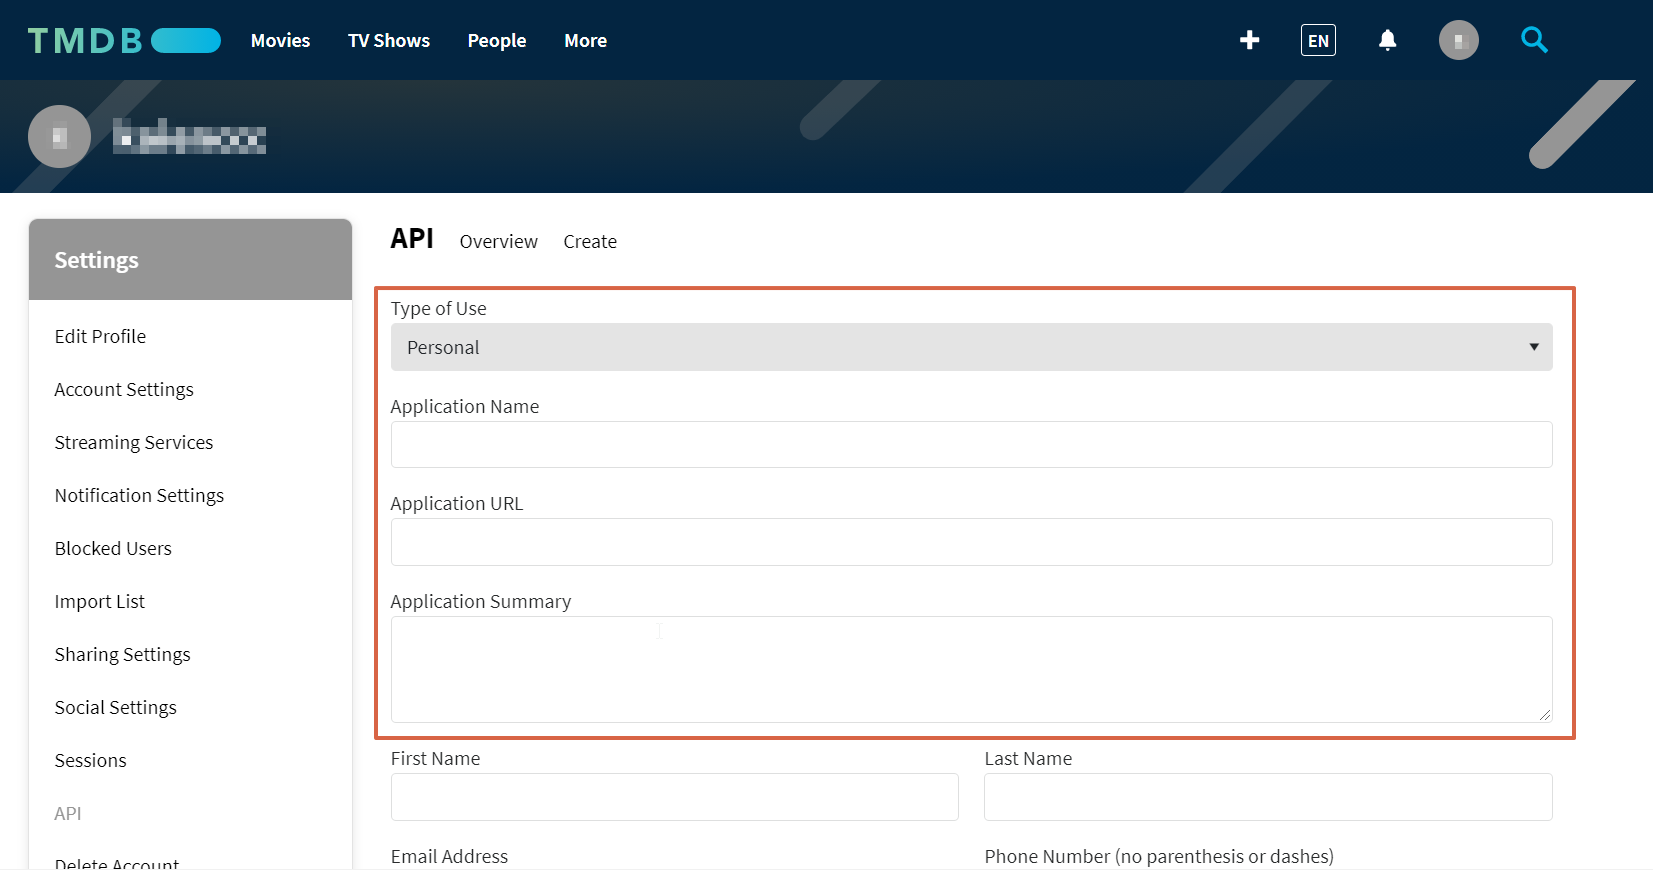 TMDB Movies TV Shows People More EN
Settings
Edit Profile
Account Settings
Streaming Services
Notification Settings
Blocked Users
Import List
Sharing Settings
Social Settings
Sessions
API
Delete Account
API Overview Create
Type of Use
Personal
Application Name
Application URL
Application Summary
First Name Last Name
Email Address Phone Number (no parenthesis or dashes)